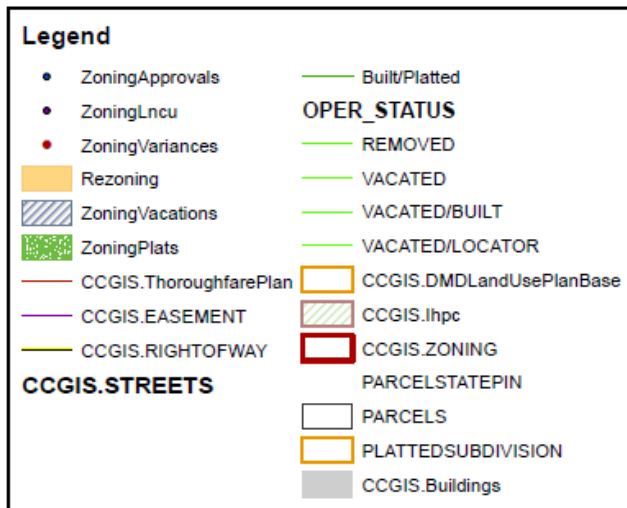 Legend
ZoningApprovals
ZoningLncu
ZoningVariances
Rezoning
ZoningVacations
ZoningPlats
CCGIS.ThoroughfarePlan
CCGIS.EASEMENT
CCGIS.RIGHTOFWAY
CCGIS.STREETS
Built/Platted
OPER_STATUS
REMOVED
VACATED
VACATED/BUILT
VACATED/LOCATOR
CCGIS.DMDLandUsePlanBase
CCGIS.Ihpc
CCGIS.ZONING
PARCELSTATEPIN
PARCELS
PLATTEDSUBDIVISION
CCGIS.Buildings